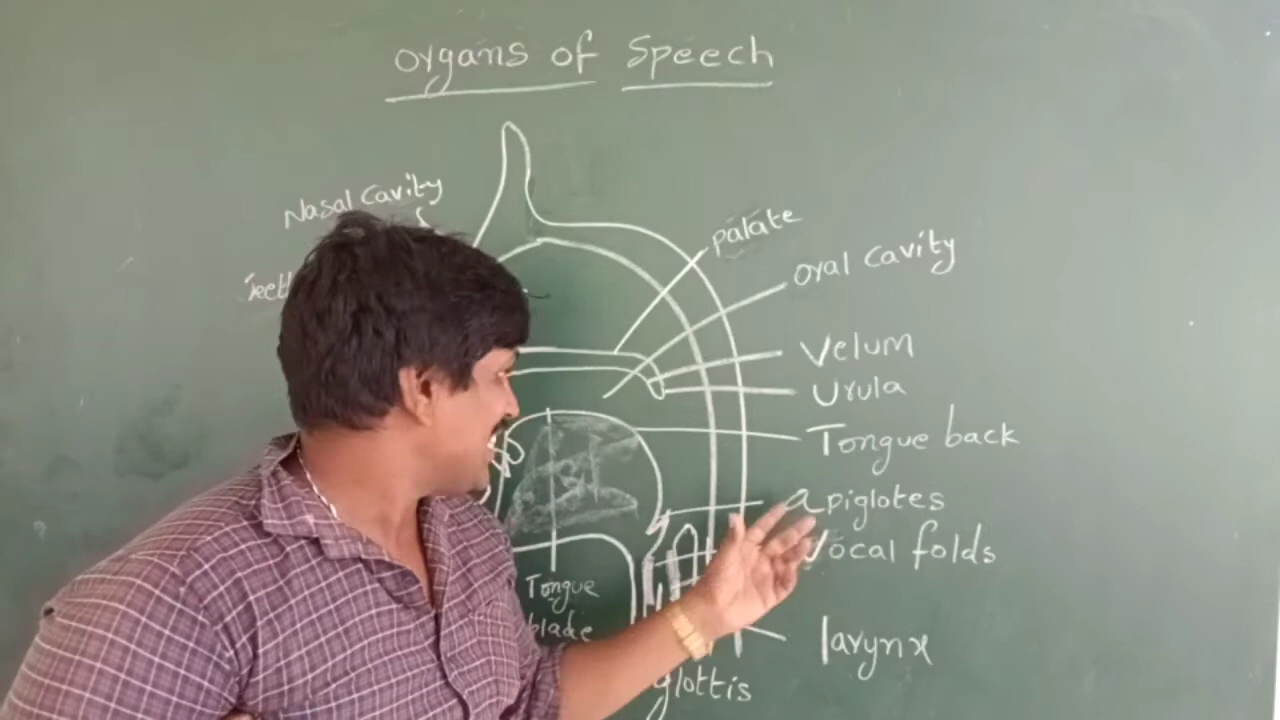 Organs of Speech
Nasal Cavity
Teeth
Palate
Oral Cavity
Velum
Urula
Tongue back
apiglotes
Vocal folds
Tongue
blade
larynx
glottis